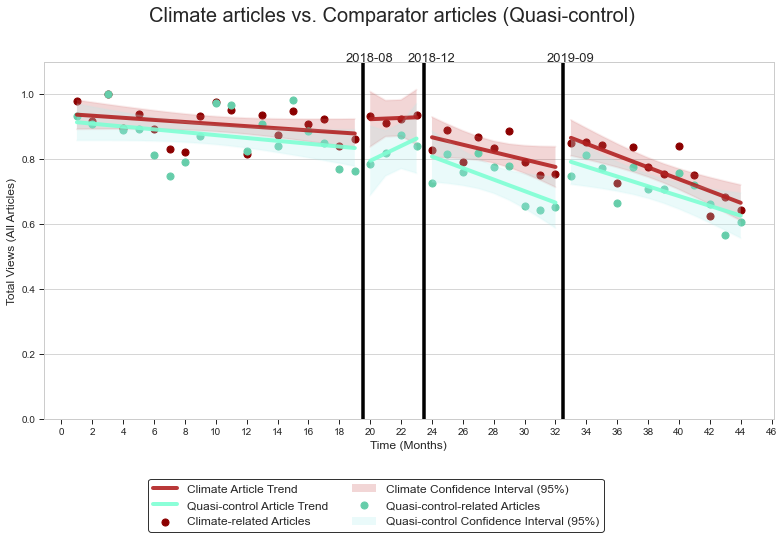 Climate articles vs. Comparator articles (Quasi-control)
2018-08 2018-12 2019-09
1.0
0.8
0.6
0.4
0.2
0.0
Total Views (All Articles)
0 2 4 6 8 10 12 14 16 18 20 22 24 26 28 30 32 34 36 38 40 42 44 46
Time (Months)
Climate Article Trend
Quasi-control Article Trend
Climate-related Articles
Climate Confidence Interval (95%)
Quasi-control-related Articles
Quasi-control Confidence Interval (95%)